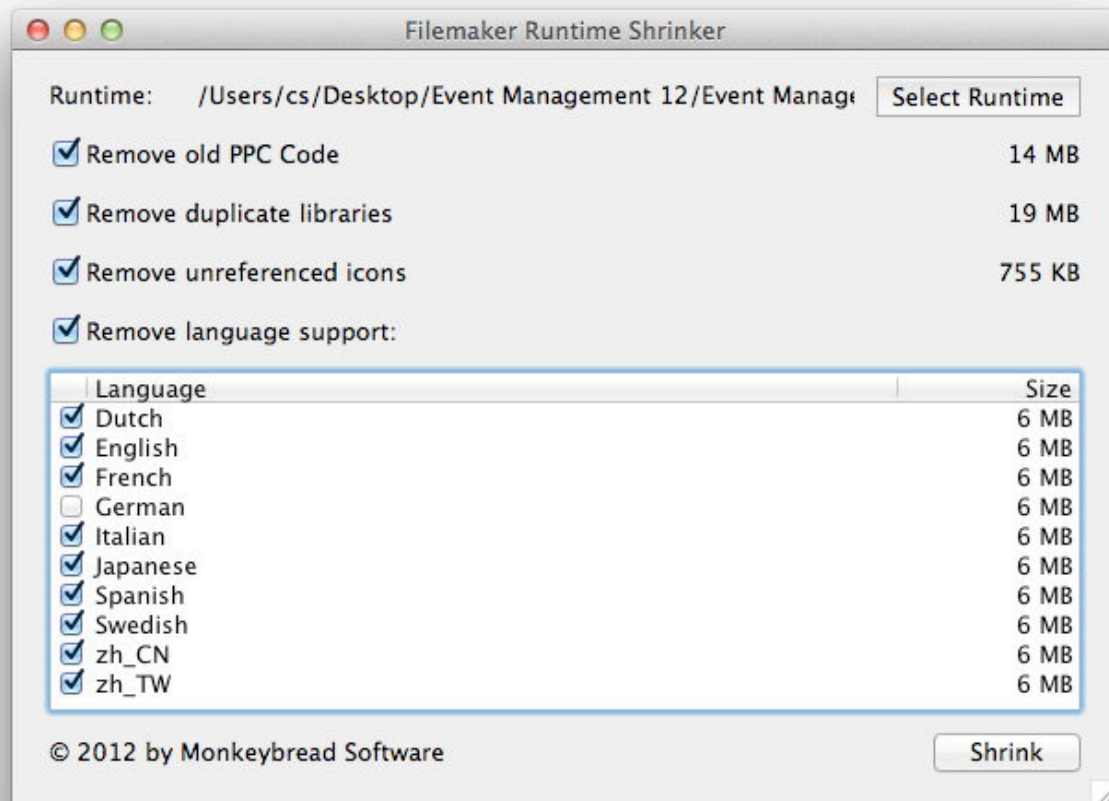 Filemaker Runtime Shrinker
Runtime: /Users/cs/Desktop/Event Management 12/Event Manage Select Runtime
Remove old PPC Code 14 MB
Remove duplicate libraries 19 MB
Remove unreferenced icons 755 KB
Remove language support:
Language Size
Dutch 6 MB
English 6 MB
French 6 MB
German 6 MB
Italian 6 MB
Japanese 6 MB
Spanish 6 MB
Swedish 6 MB
zh_CN 6 MB
zh_TW 6 MB
© 2012 by Monkeybread Software Shrink